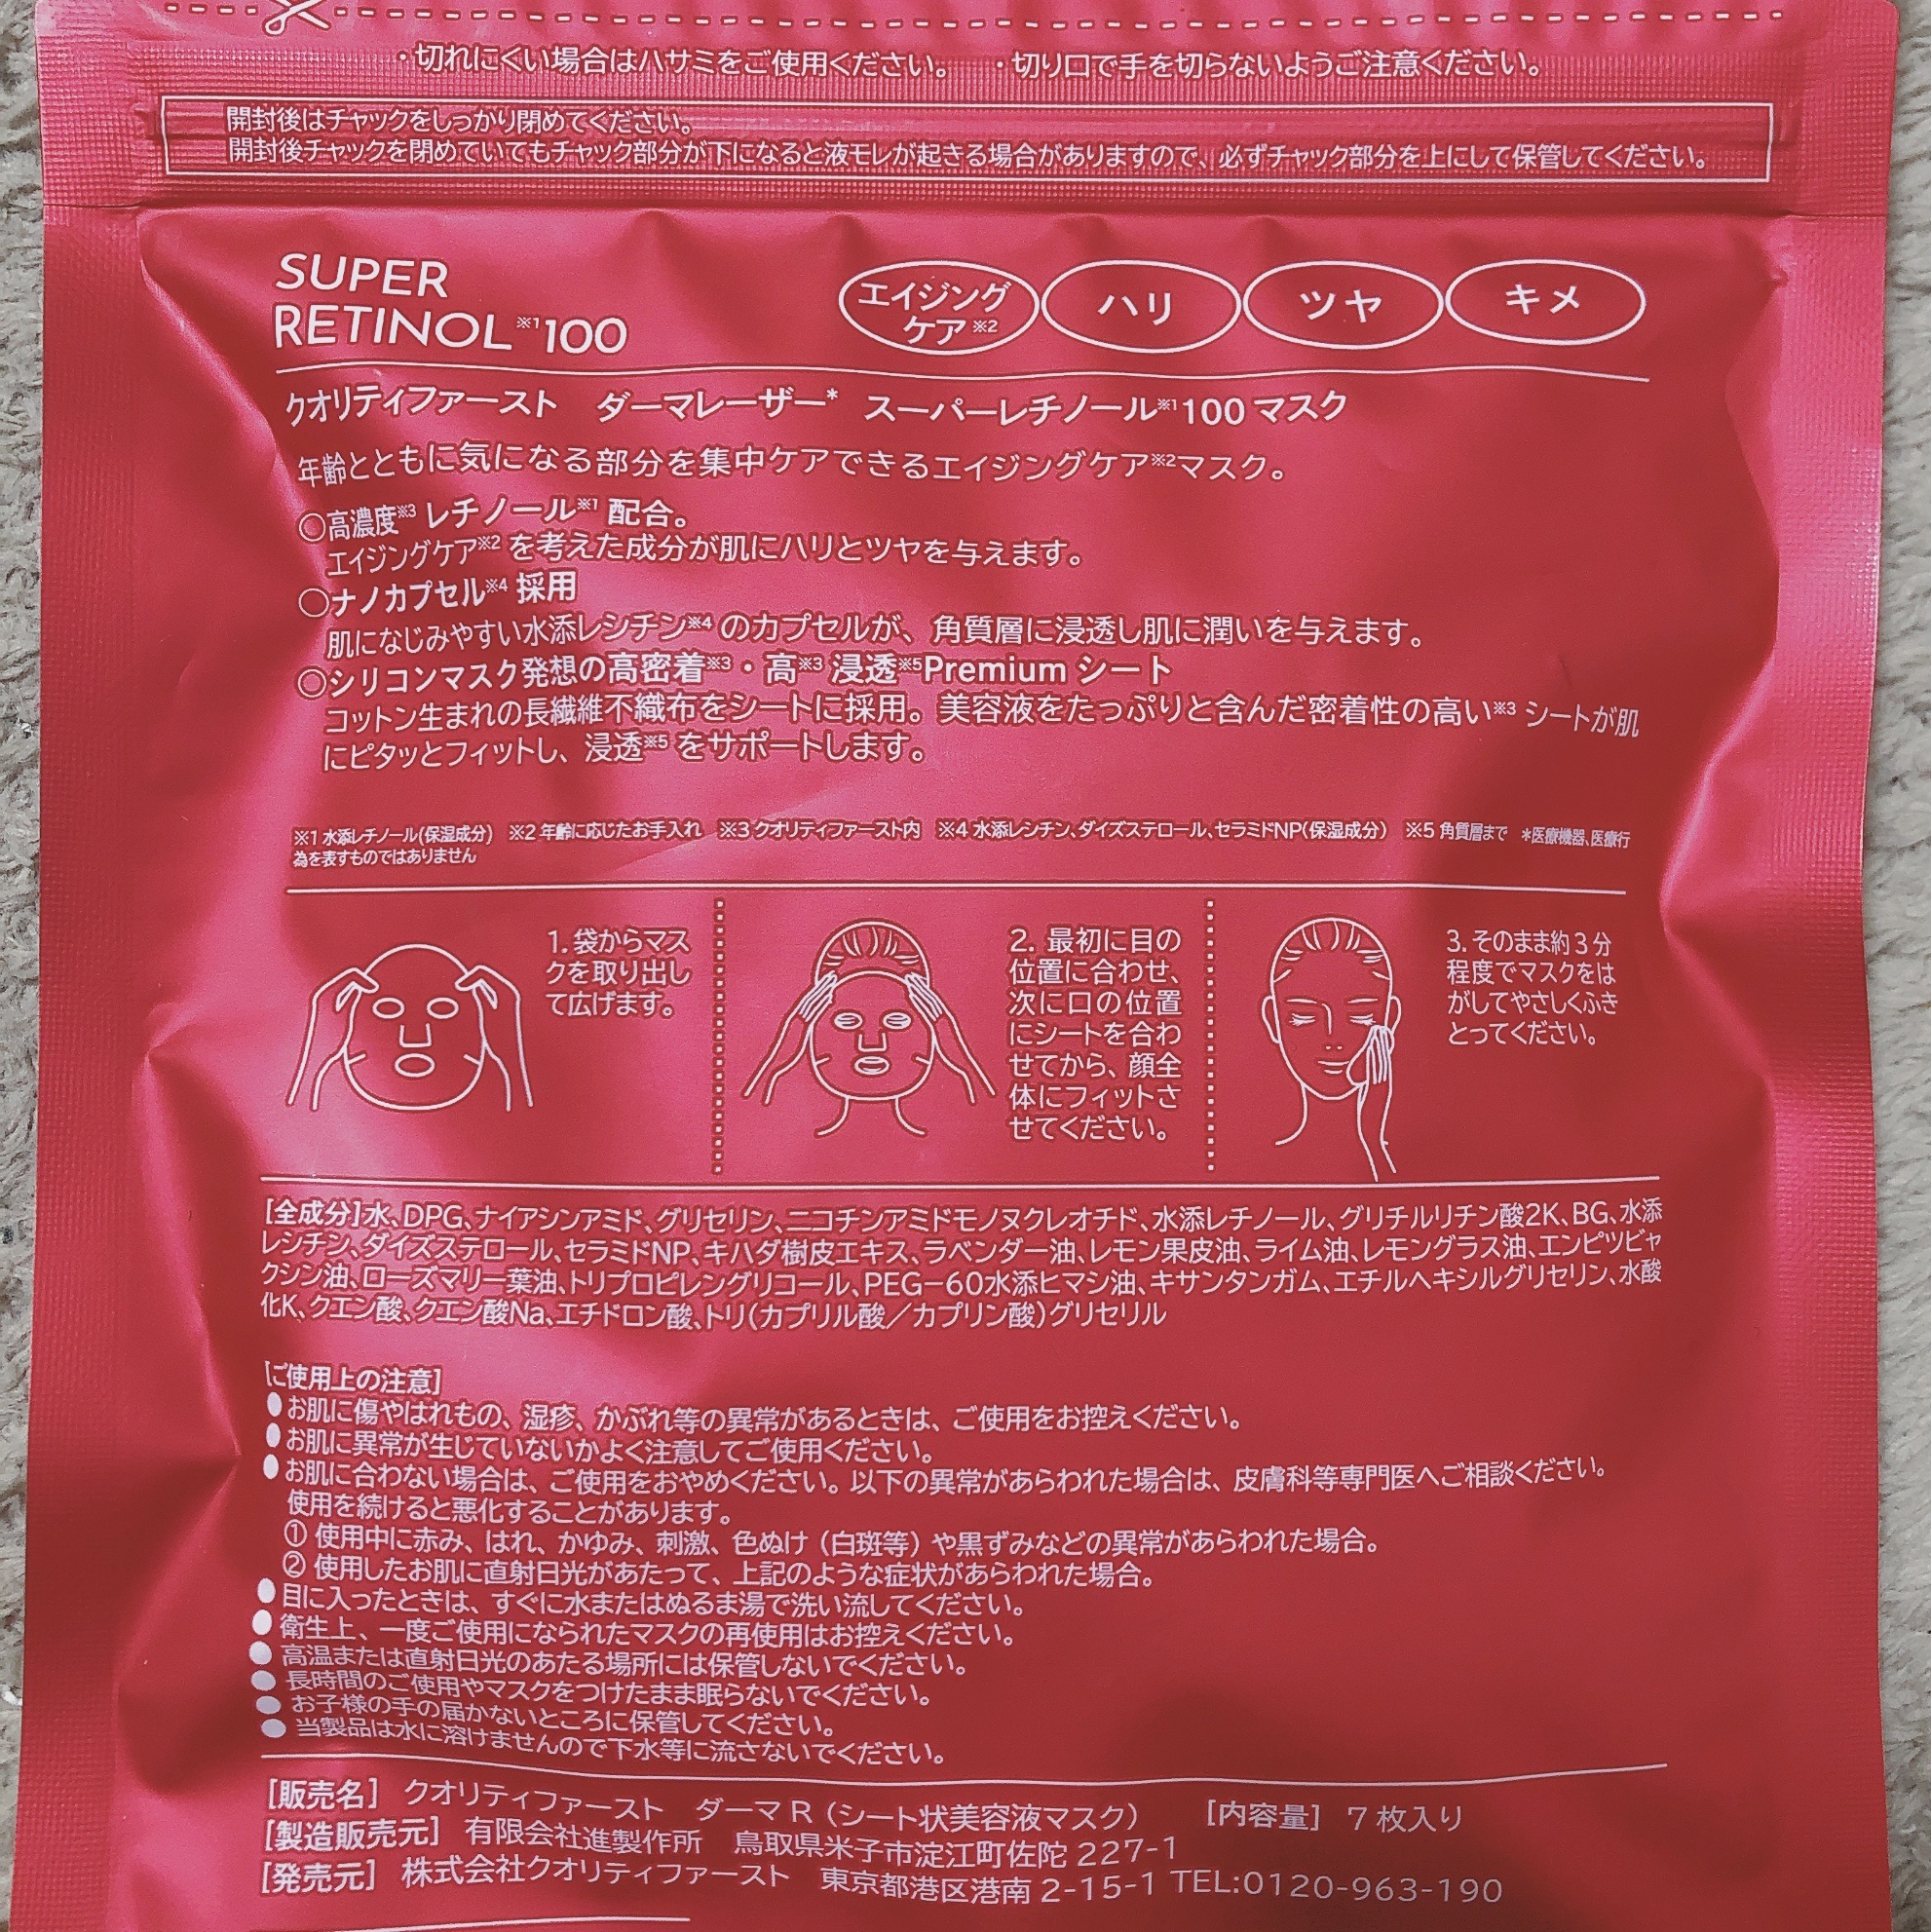 ・切れにくい場合はハサミをご使用ください。　・切り口で手を切らないようご注意ください。
開封後はチャックをしっかり閉めてください。
開封後チャックを閉めていてもチャック部分が下になると液モレが起きる場合がありますので、必ずチャック部分を上にして保管してください。
SUPER
RETINOL※1100
エイジング
ケア※2
ハリ
ツヤ
キメ
クオリティファースト　ダーマレーザー*　スーパーレチノール※1100マスク
年齢とともに気になる部分を集中ケアできるエイジングケア※2マスク。
○高濃度※3 レチノール※1 配合。
エイジングケア※2 を考えた成分が肌にハリとツヤを与えます。
○ナノカプセル※4 採用
肌になじみやすい水添レシチン※4 のカプセルが、角質層に浸透し肌に潤いを与えます。
○シリコンマスク発想の高密着※3・高※3 浸透※5Premium シート
コットン生まれの長繊維不織布をシートに採用。美容液をたっぷりと含んだ密着性の高い※3 シートが肌
にピタッとフィットし、浸透※5 をサポートします。
※1 水添レチノール(保湿成分)　※2 年齢に応じたお手入れ　※3 クオリティファースト内　※4 水添レシチン、ダイズステロール、セラミドNP(保湿成分)　※5 角質層まで　*医療機器、医療行
為を表すものではありません
1. 袋からマス
クを取り出し
て広げます。
2. 最初に目の
位置に合わせ、
次に口の位置
にシートを合わ
せてから、顔全
体にフィットさ
せてください。
3. そのまま約3分
程度でマスクをは
がしてやさしくふき
とってください。
[全成分]水、DPG、ナイアシンアミド、グリセリン、ニコチンアミドモノヌクレオチド、水添レチノール、グリチルリチン酸2K、BG、水添
レシチン、ダイズステロール、セラミドNP、キハダ樹皮エキス、ラベンダー油、レモン果皮油、ライム油、レモングラス油、エンピツビャ
クシン油、ローズマリー葉油、トリプロピレングリコール、PEG－60水添ヒマシ油、キサンタンガム、エチルヘキシルグリセリン、水酸
化K、クエン酸、クエン酸Na、エチドロン酸、トリ(カプリル酸／カプリン酸)グリセリル
[ご使用上の注意]
●お肌に傷やはれもの、湿疹、かぶれ等の異常があるときは、ご使用をお控えください。
●お肌に異常が生じていないかよく注意してご使用ください。
●お肌に合わない場合は、ご使用をおやめください。以下の異常があらわれた場合は、皮膚科等専門医へご相談ください。
使用を続けると悪化することがあります。
① 使用中に赤み、はれ、かゆみ、刺激、色ぬけ（白斑等）や黒ずみなどの異常があらわれた場合。
② 使用したお肌に直射日光があたって、上記のような症状があらわれた場合。
●目に入ったときは、すぐに水またはぬるま湯で洗い流してください。
●衛生上、一度ご使用になられたマスクの再使用はお控えください。
●高温または直射日光のあたる場所には保管しないでください。
●長時間のご使用やマスクをつけたまま眠らないでください。
●お子様の手の届かないところに保管してください。
●当製品は水に溶けませんので下水等に流さないでください。
[販売名]　クオリティファースト　ダーマ R（シート状美容液マスク）　[内容量]　7 枚入り
[製造販売元]　有限会社進製作所　鳥取県米子市淀江町佐陀 227-1
[発売元]　株式会社クオリティファースト　東京都港区港南 2-15-1 TEL:0120-963-190